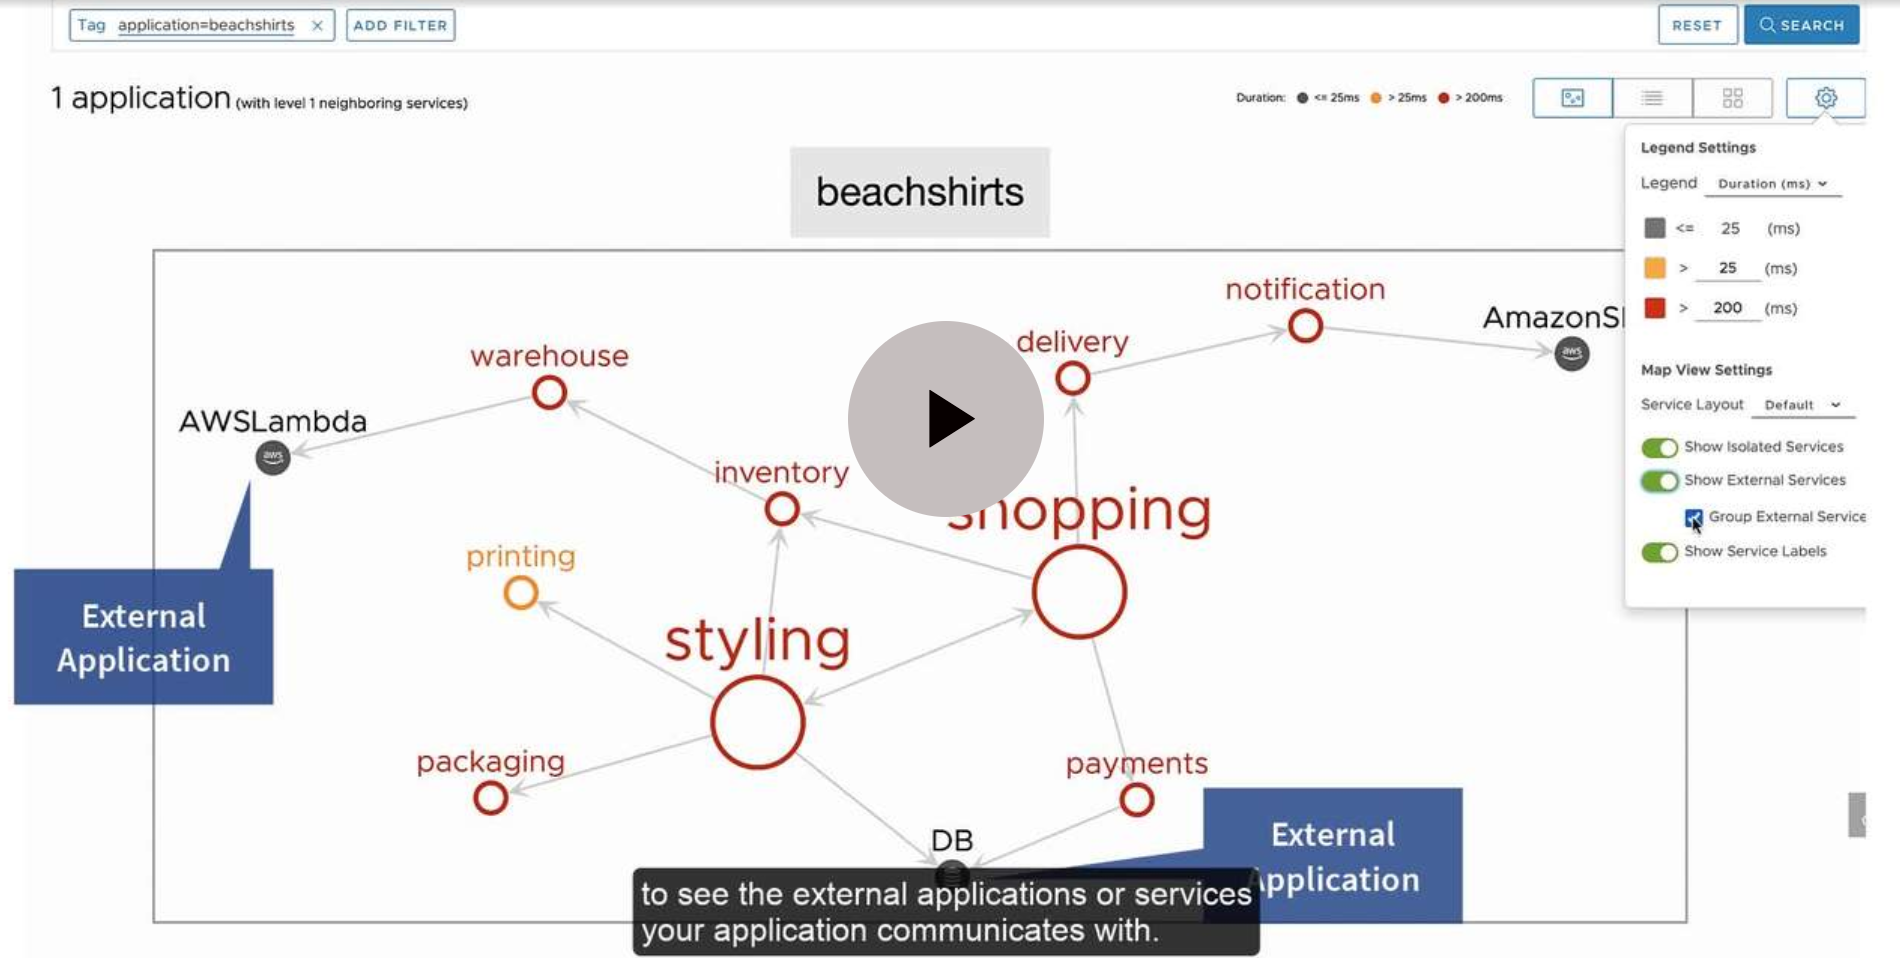 Tag application=beachshirts ×
ADD FILTER
RESET
SEARCH
1 application (with level 1 neighboring services)
Duration: <= 25ms > 25ms > 200ms
Legend Settings
Legend Duration (ms)
<= 25 (ms)
> 25 (ms)
> 200 (ms)
Map View Settings
Service Layout Default
Show Isolated Services
Show External Services
Group External Service
Show Service Labels
beachshirts
notification
AmazonS
delivery
warehouse
AWSLambda
aws
aws
inventory
shopping
printing
styling
External
Application
packaging
payments
DB
External
Application
to see the external applications or services
your application communicates with.